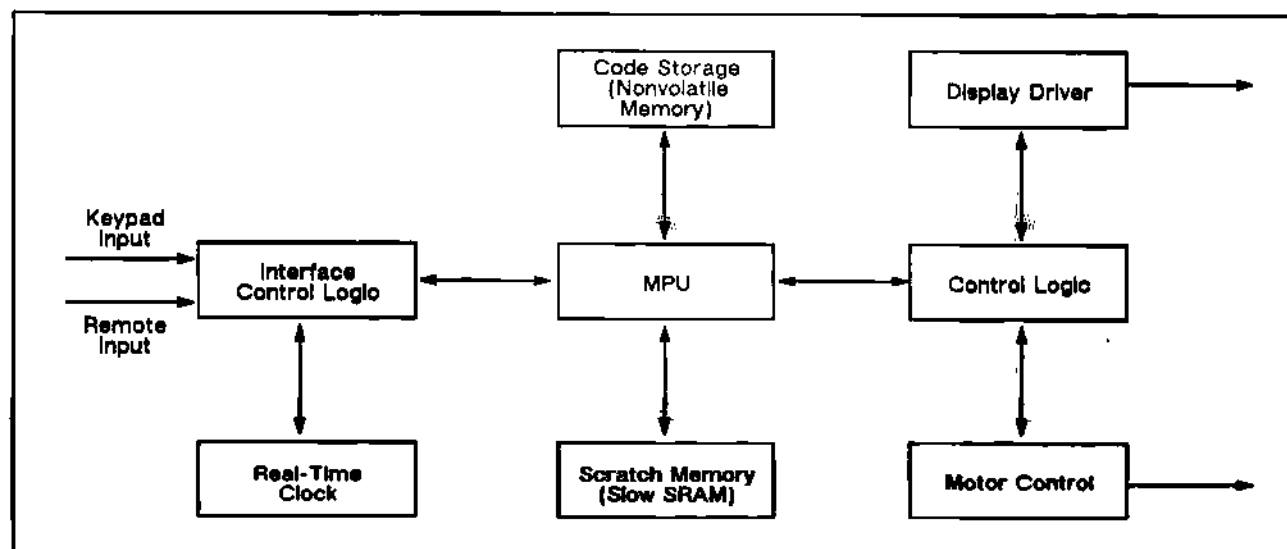 Code Storage
(Nonvolatile
Memory)
Display Driver
Keypad
Input
Interface
Control Logic
MPU
Control Logic
Remote
Input
Real-Time
Clock
Scratch Memory
(Slow SRAM)
Motor Control